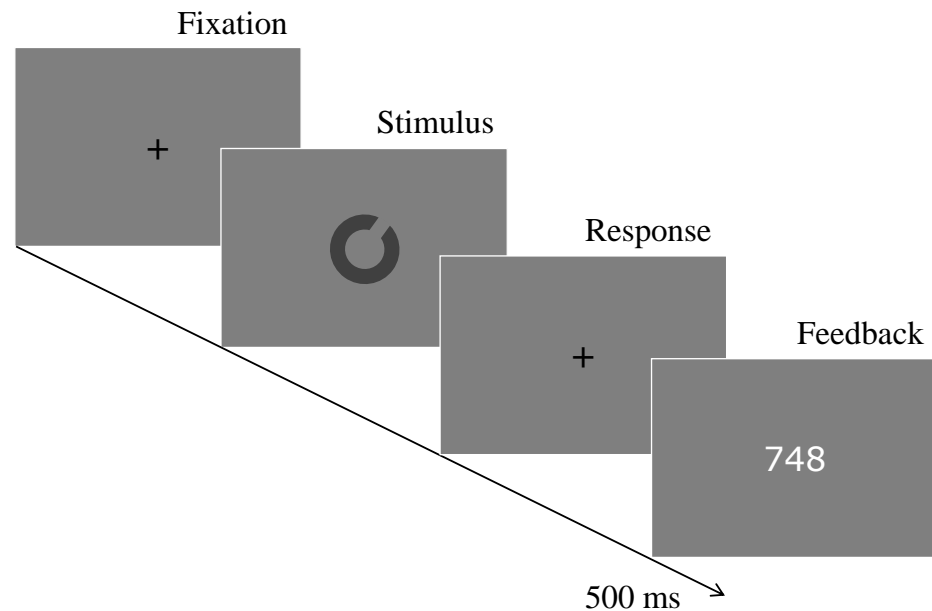 Fixation
+
Stimulus
Response
+
Feedback
748
500 ms